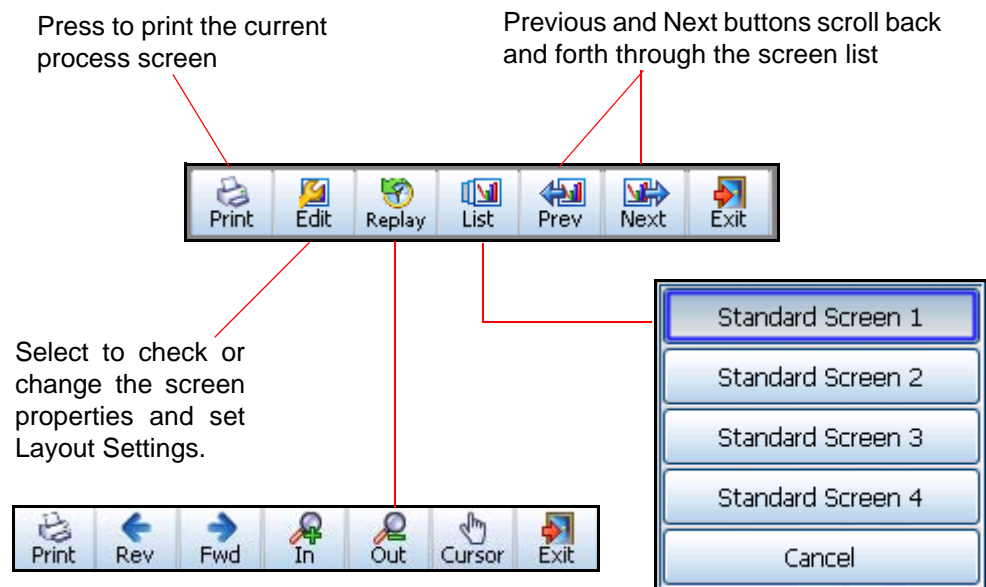 Press to print the current
process screen
Previous and Next buttons scroll back
and forth through the screen list
Print Edit Replay List Prev Next Exit
Select to check or
change the screen
properties and set
Layout Settings.
Standard Screen 1
Standard Screen 2
Standard Screen 3
Standard Screen 4
Cancel
Print Rev Fwd In Out Cursor Exit